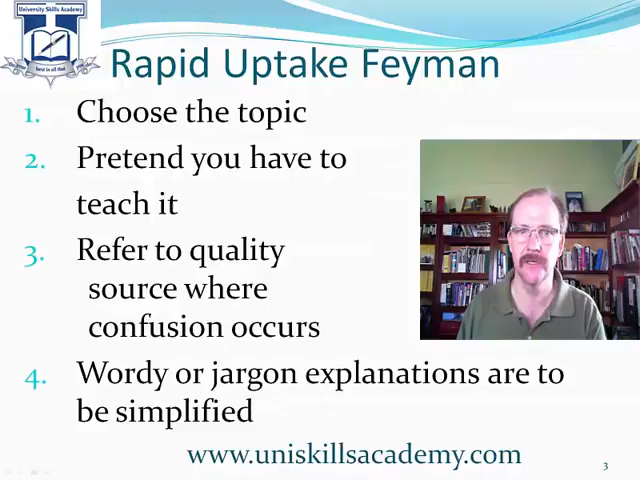 University Skills Academy
Rapid Uptake Feyman
1. Choose the topic
2. Pretend you have to
teach it
3. Refer to quality
source where
confusion occurs
4. Wordy or jargon explanations are to
be simplified
www.uniskillsacademy.com
3